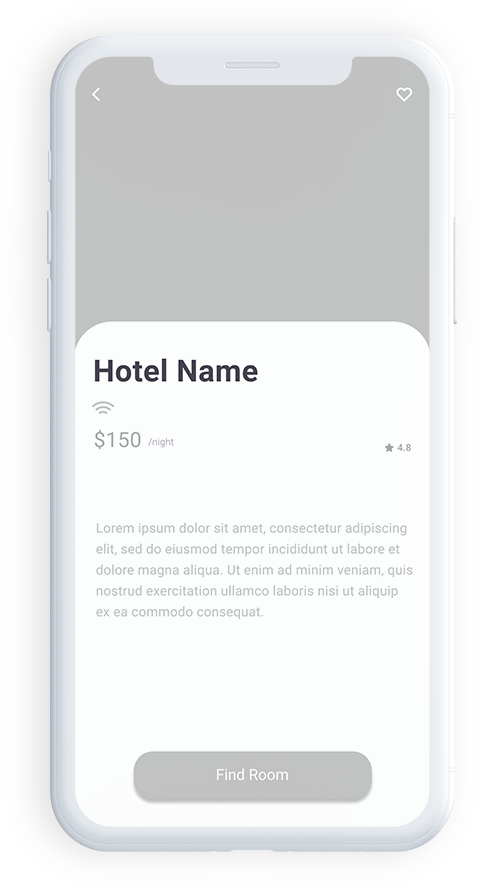 Hotel Name
$150 /night
4.8
Lorem ipsum dolor sit amet, consectetur adipiscing
elit, sed do eiusmod tempor incididunt ut labore et
dolore magna aliqua. Ut enim ad minim veniam, quis
nostrud exercitation ullamco laboris nisi ut aliquip
ex ea commodo consequat.
Find Room